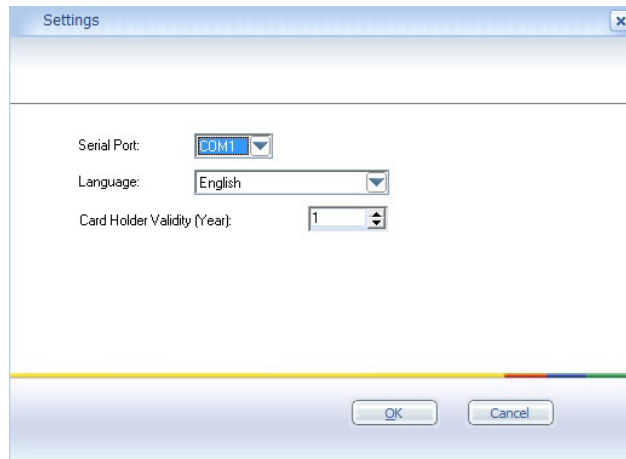 Settings
Serial Port: COM1
Language: English
Card Holder Validity (Year): 1
OK Cancel